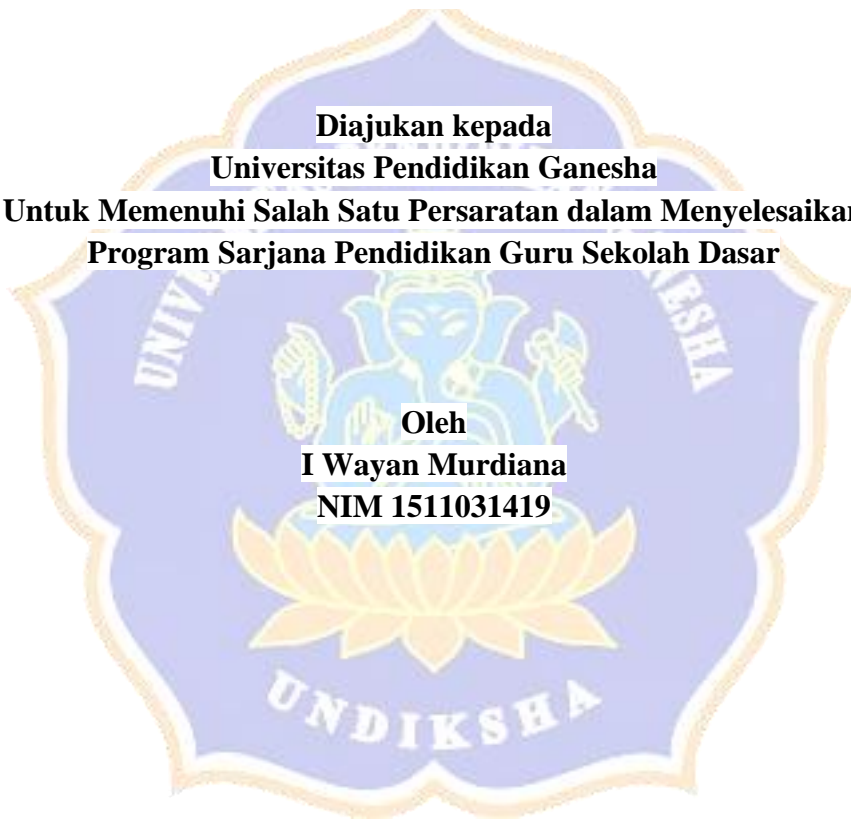 Diajukan kepada
Universitas Pendidikan Ganesha
Untuk Memenuhi Salah Satu Persaratan dalam Menyelesaikan
Program Sarjana Pendidikan Guru Sekolah Dasar
Oleh
I Wayan Murdiana
NIM 1511031419
UNDIKSHA